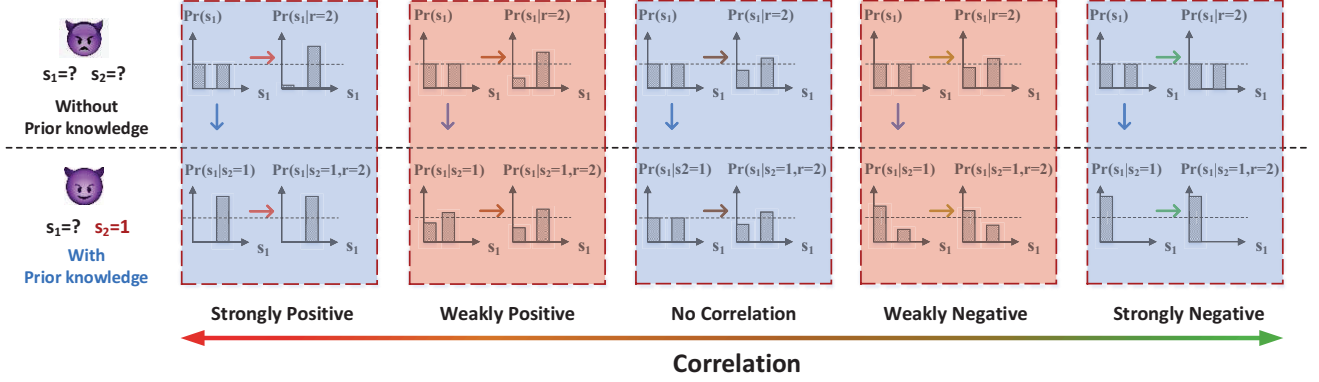 Pr(s₁) Pr(s₁|r=2) Pr(s₁) Pr(s₁|r=2) Pr(s₁) Pr(s₁|r=2) Pr(s₁) Pr(s₁|r=2) Pr(s₁) Pr(s₁|r=2)
s₁=? s₂=?
s₁ s₁ s₁ s₁ s₁ s₁ s₁ s₁ s₁ s₁
Without
Prior knowledge
Pr(s₁|s₂=1) Pr(s₁|s₂=1,r=2) Pr(s₁|s₂=1) Pr(s₁|s₂=1,r=2) Pr(s₁|s2=1) Pr(s₁|s₂=1,r=2) Pr(s₁|s₂=1) Pr(s₁|s₂=1,r=2) Pr(s₁|s₂=1) Pr(s₁|s₂=1,r=2)
s₁=? s₂=1
s₁ s₁ s₁ s₁ s₁ s₁ s₁ s₁ s₁ s₁
With
Prior knowledge
Strongly Positive Weakly Positive No Correlation Weakly Negative Strongly Negative
Correlation